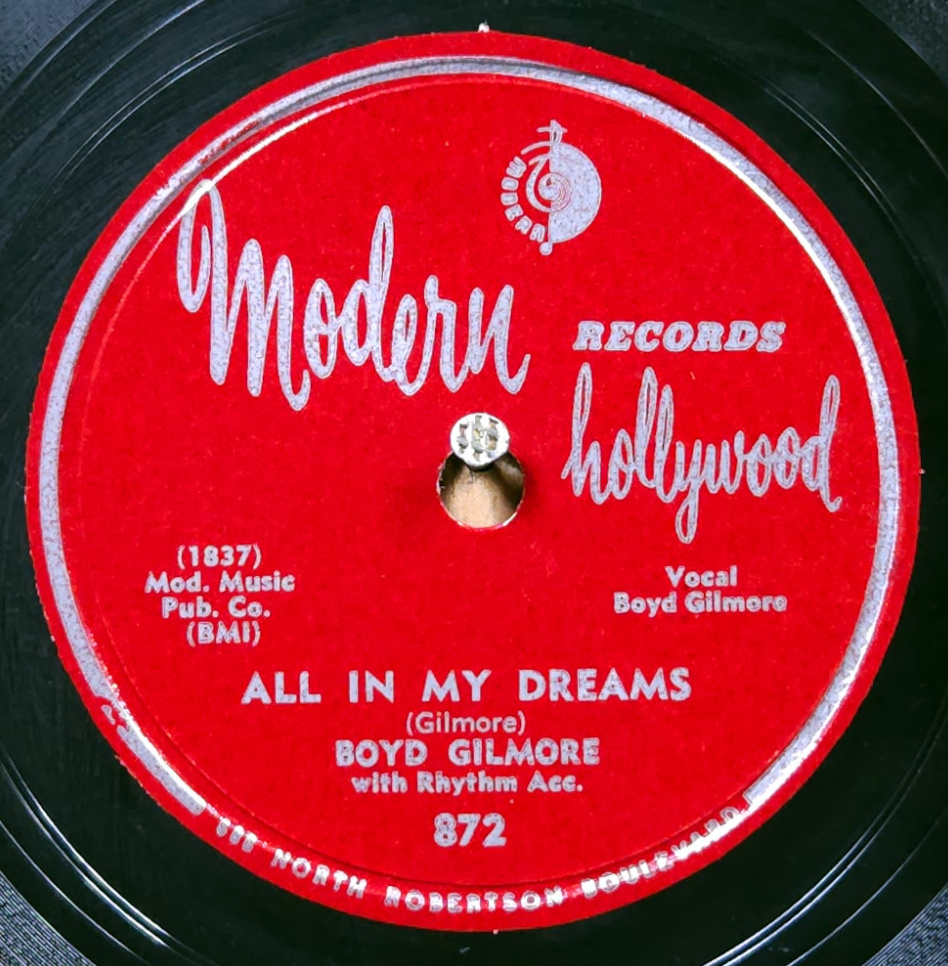 MODERN
Modern
RECORDS
hollywood
(1837)
Mod. Music
Pub. Co.
(BMI)
Vocal
Boyd Gilmore
ALL IN MY DREAMS
(Gilmore)
BOYD GILMORE
with Rhythm Acc.
872
NORTH ROBERTSON BOULEVARD